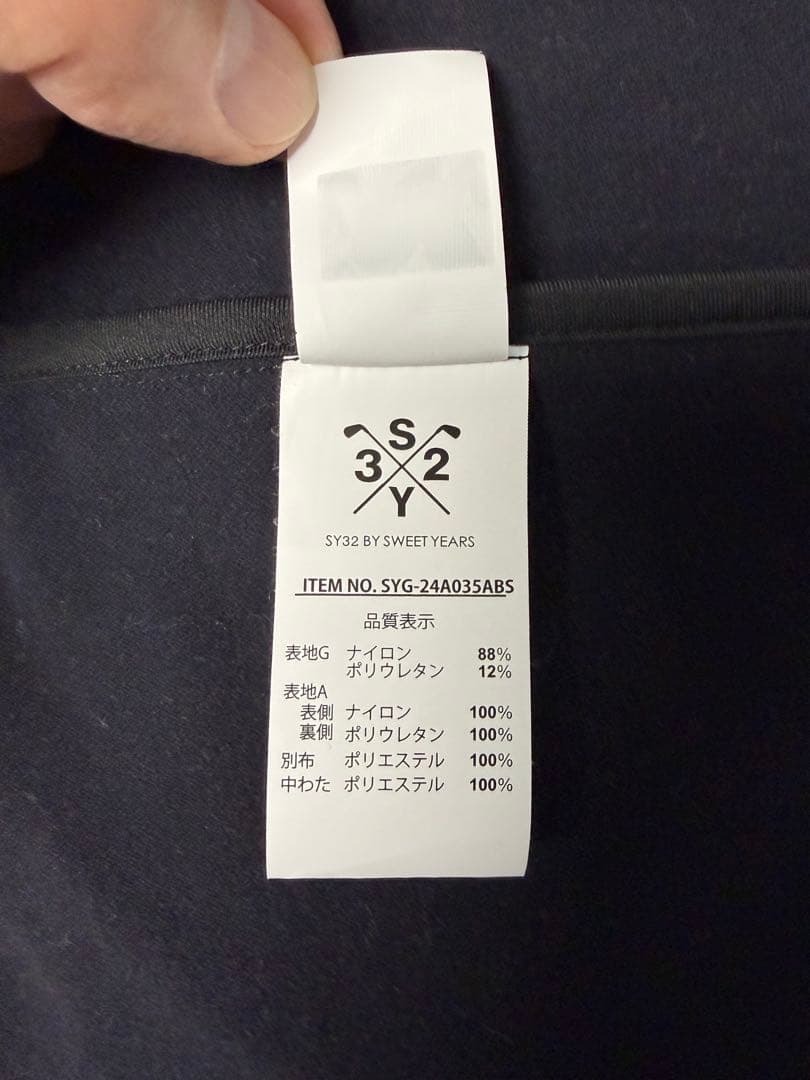 S
3 2
Y
SY32 BY SWEET YEARS
ITEM NO. SYG-24A035ABS
品質表示
表地G ナイロン 88%
ポリウレタン 12%
表地A
表側 ナイロン 100%
裏側 ポリウレタン 100%
別布 ポリエステル 100%
中わた ポリエステル 100%